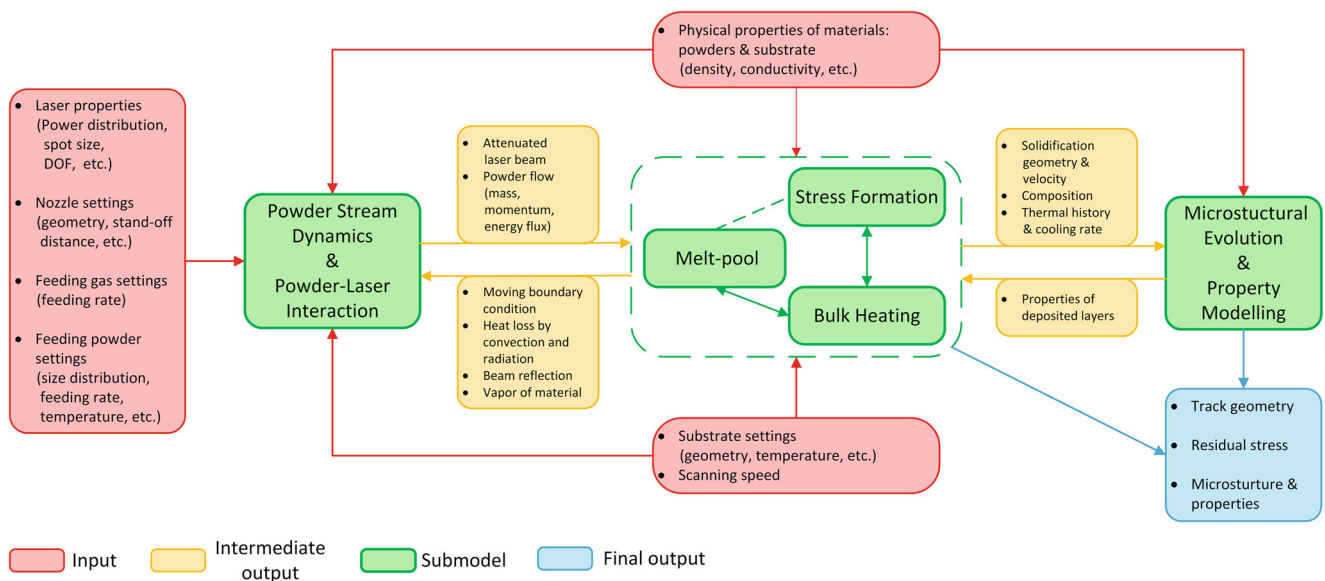 • Physical properties of materials:
powders & substrate
(density, conductivity, etc.)
• Laser properties
(Power distribution,
spot size,
DOF, etc.)
• Nozzle settings
(geometry, stand-off
distance, etc.)
• Feeding gas settings
(feeding rate)
• Feeding powder
settings
(size distribution,
feeding rate,
temperature, etc.)
Powder Stream
Dynamics
&
Powder-Laser
Interaction
• Attenuated
laser beam
• Powder flow
(mass,
momentum,
energy flux)
• Moving boundary
condition
• Heat loss by
convection and
radiation
• Beam reflection
• Vapor of material
Stress Formation
Melt-pool
Bulk Heating
• Solidification
geometry &
velocity
• Composition
• Thermal history
& cooling rate
• Properties of
deposited layers
Microstuctural
Evolution
&
Property
Modelling
• Substrate settings
(geometry, temperature, etc.)
• Scanning speed
• Track geometry
• Residual stress
• Microsturture &
properties
Input
Intermediate
output
Submodel
Final output